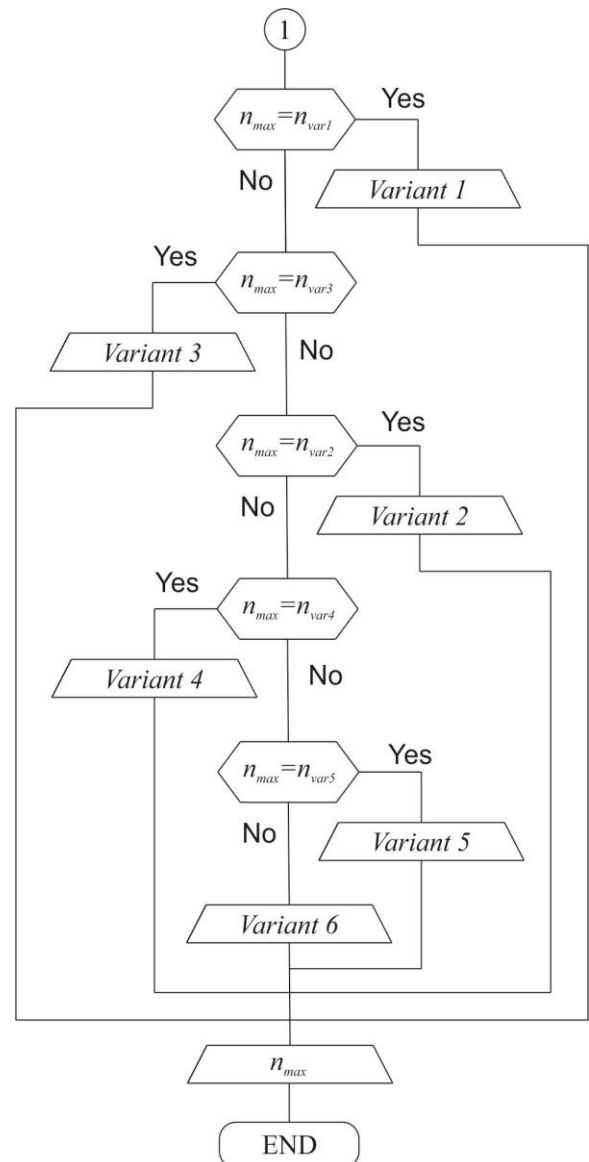 1
n_max=n_var1
Yes
No
Variant 1
Yes
n_max=n_var3
Variant 3
No
n_max=n_var2
Yes
No
Variant 2
Yes
n_max=n_var4
Variant 4
No
n_max=n_var5
Yes
No
Variant 5
Variant 6
n_max
END